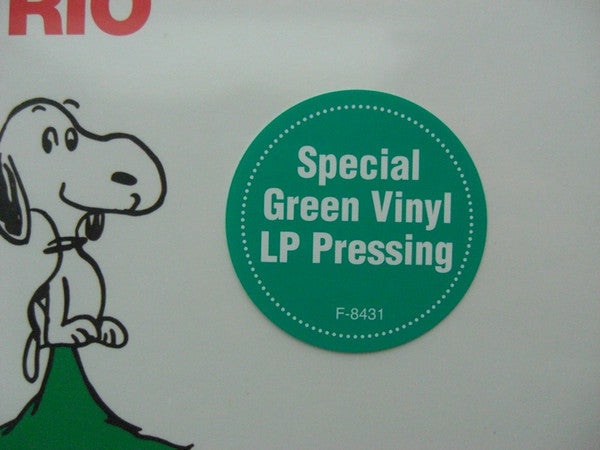 RIO
Special
Green Vinyl
LP Pressing
F-8431